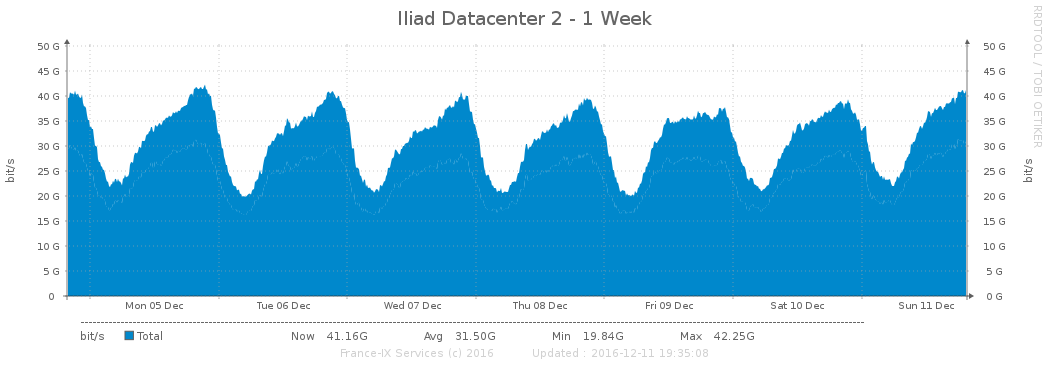 Iliad Datacenter 2 - 1 Week
RRDTOOL / TOBI OETIKER
50 G 50 G
45 G 45 G
40 G 40 G
35 G 35 G
30 G 30 G
25 G 25 G
20 G 20 G
15 G 15 G
10 G 10 G
5 G 5 G
0 0 G
bit/s bit/s
Mon 05 Dec Tue 06 Dec Wed 07 Dec Thu 08 Dec Fri 09 Dec Sat 10 Dec Sun 11 Dec
bit/s Total Now 41.16G Avg 31.50G Min 19.84G Max 42.25G
France-IX Services (c) 2016 Updated : 2016-12-11 19:35:08